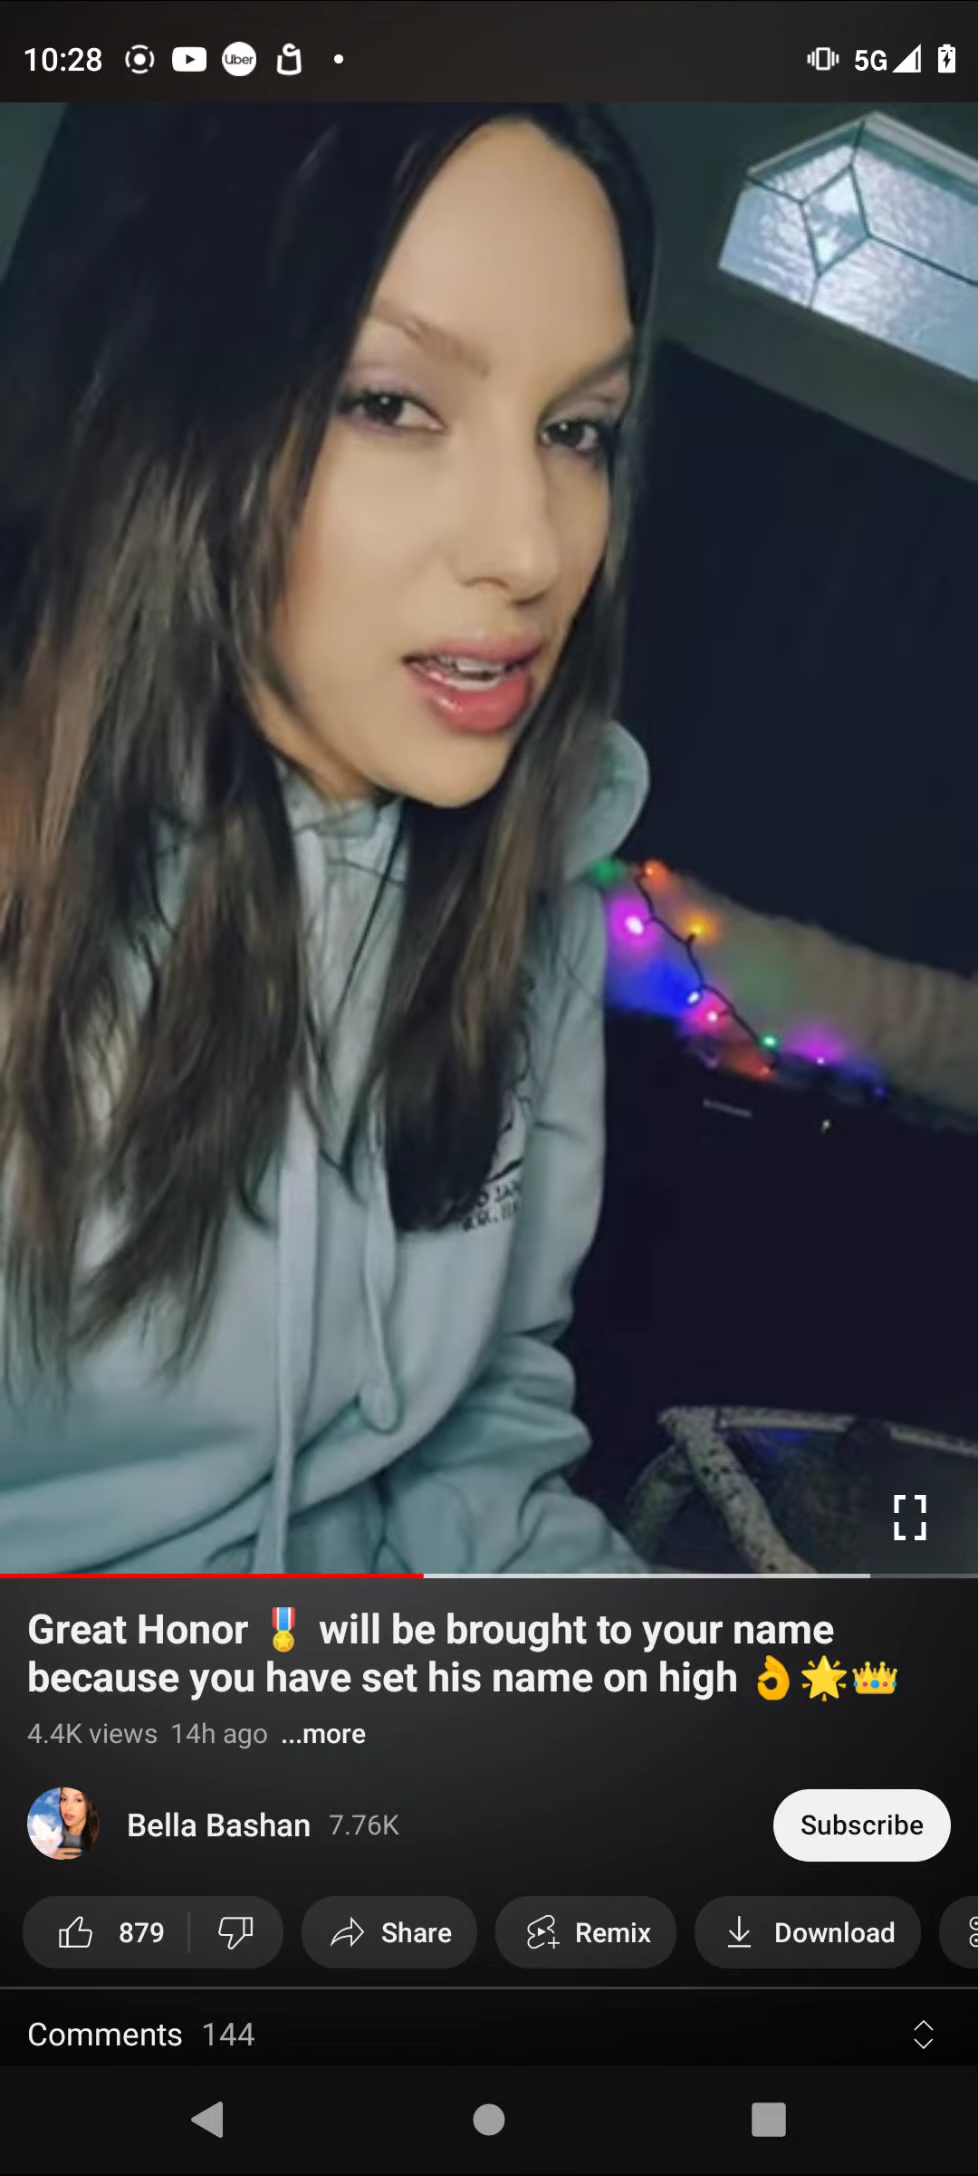 10:28
Uber
5G
Great Honor 🎖️ will be brought to your name
because you have set his name on high 👌🌟👑
4.4K views 14h ago ...more
Bella Bashan 7.76K
Subscribe
879
Share
Remix
Download
Comments 144